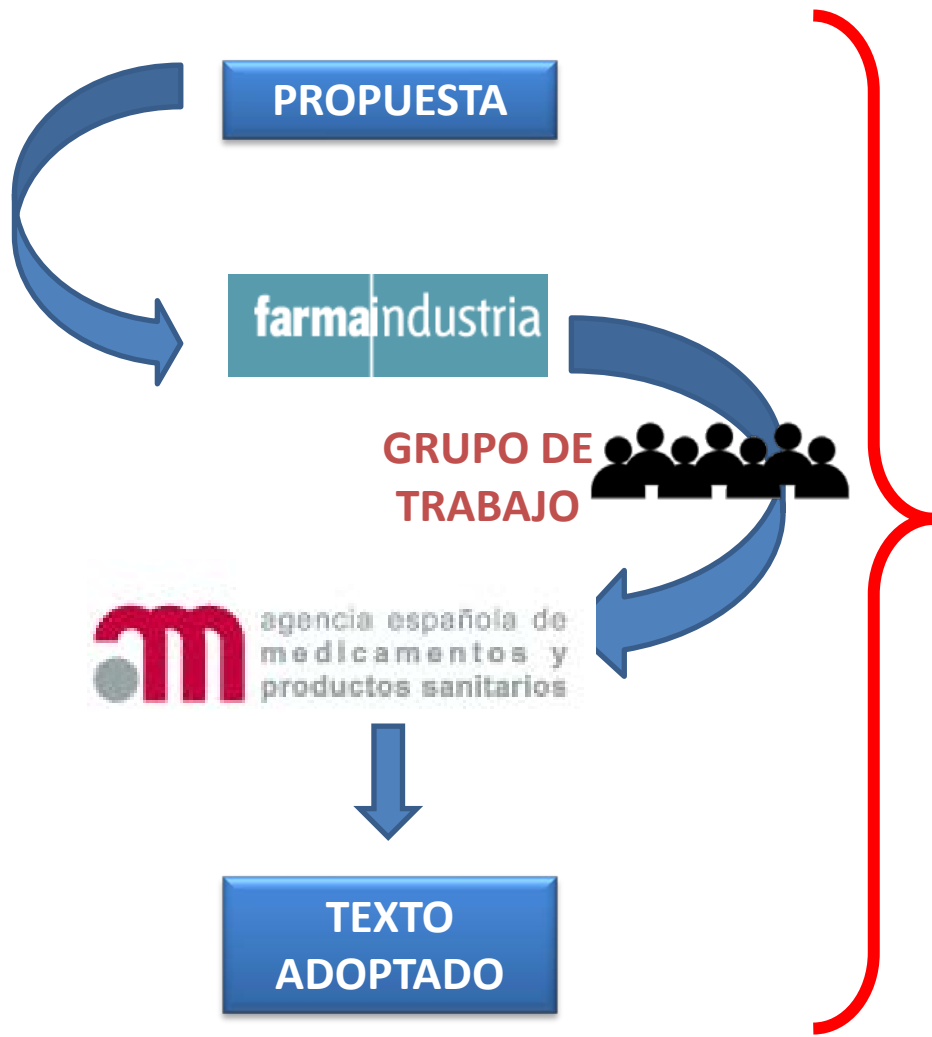 PROPUESTA
farmaindustria
GRUPO DE
TRABAJO
agencia española de
medicamentos y
productos sanitarios
TEXTO
ADOPTADO